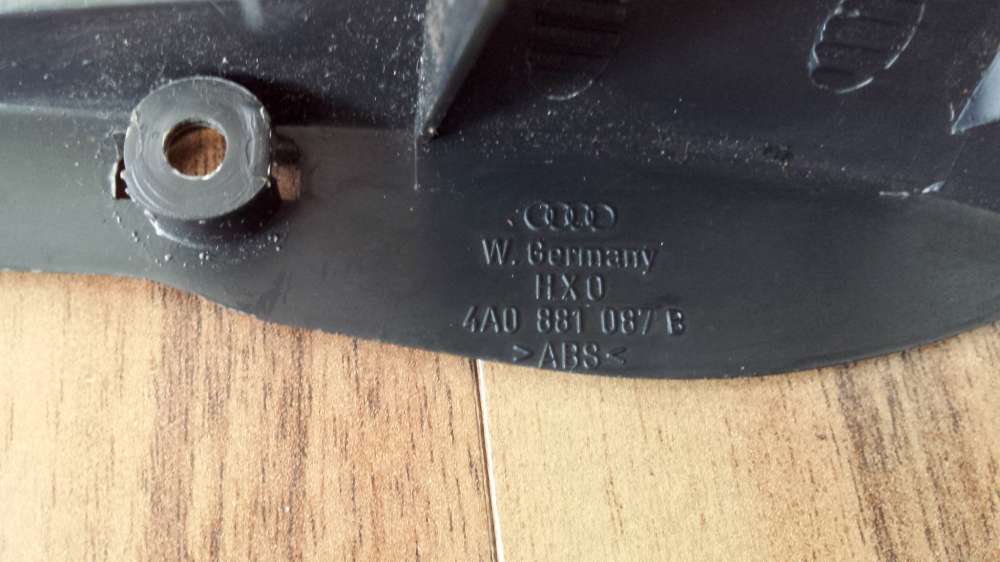 W. Germany
HXO
4A0 881 087 B
>ABS<